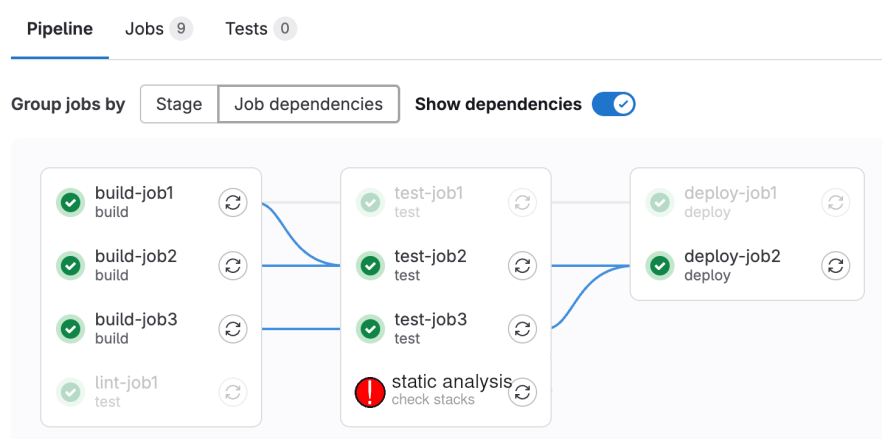 Pipeline Jobs 9 Tests 0
Group jobs by Stage Job dependencies Show dependencies
build-job1
build
build-job2
build
build-job3
build
lint-job1
test
test-job1
test
test-job2
test
test-job3
test
static analysis
check stacks
deploy-job1
deploy
deploy-job2
deploy